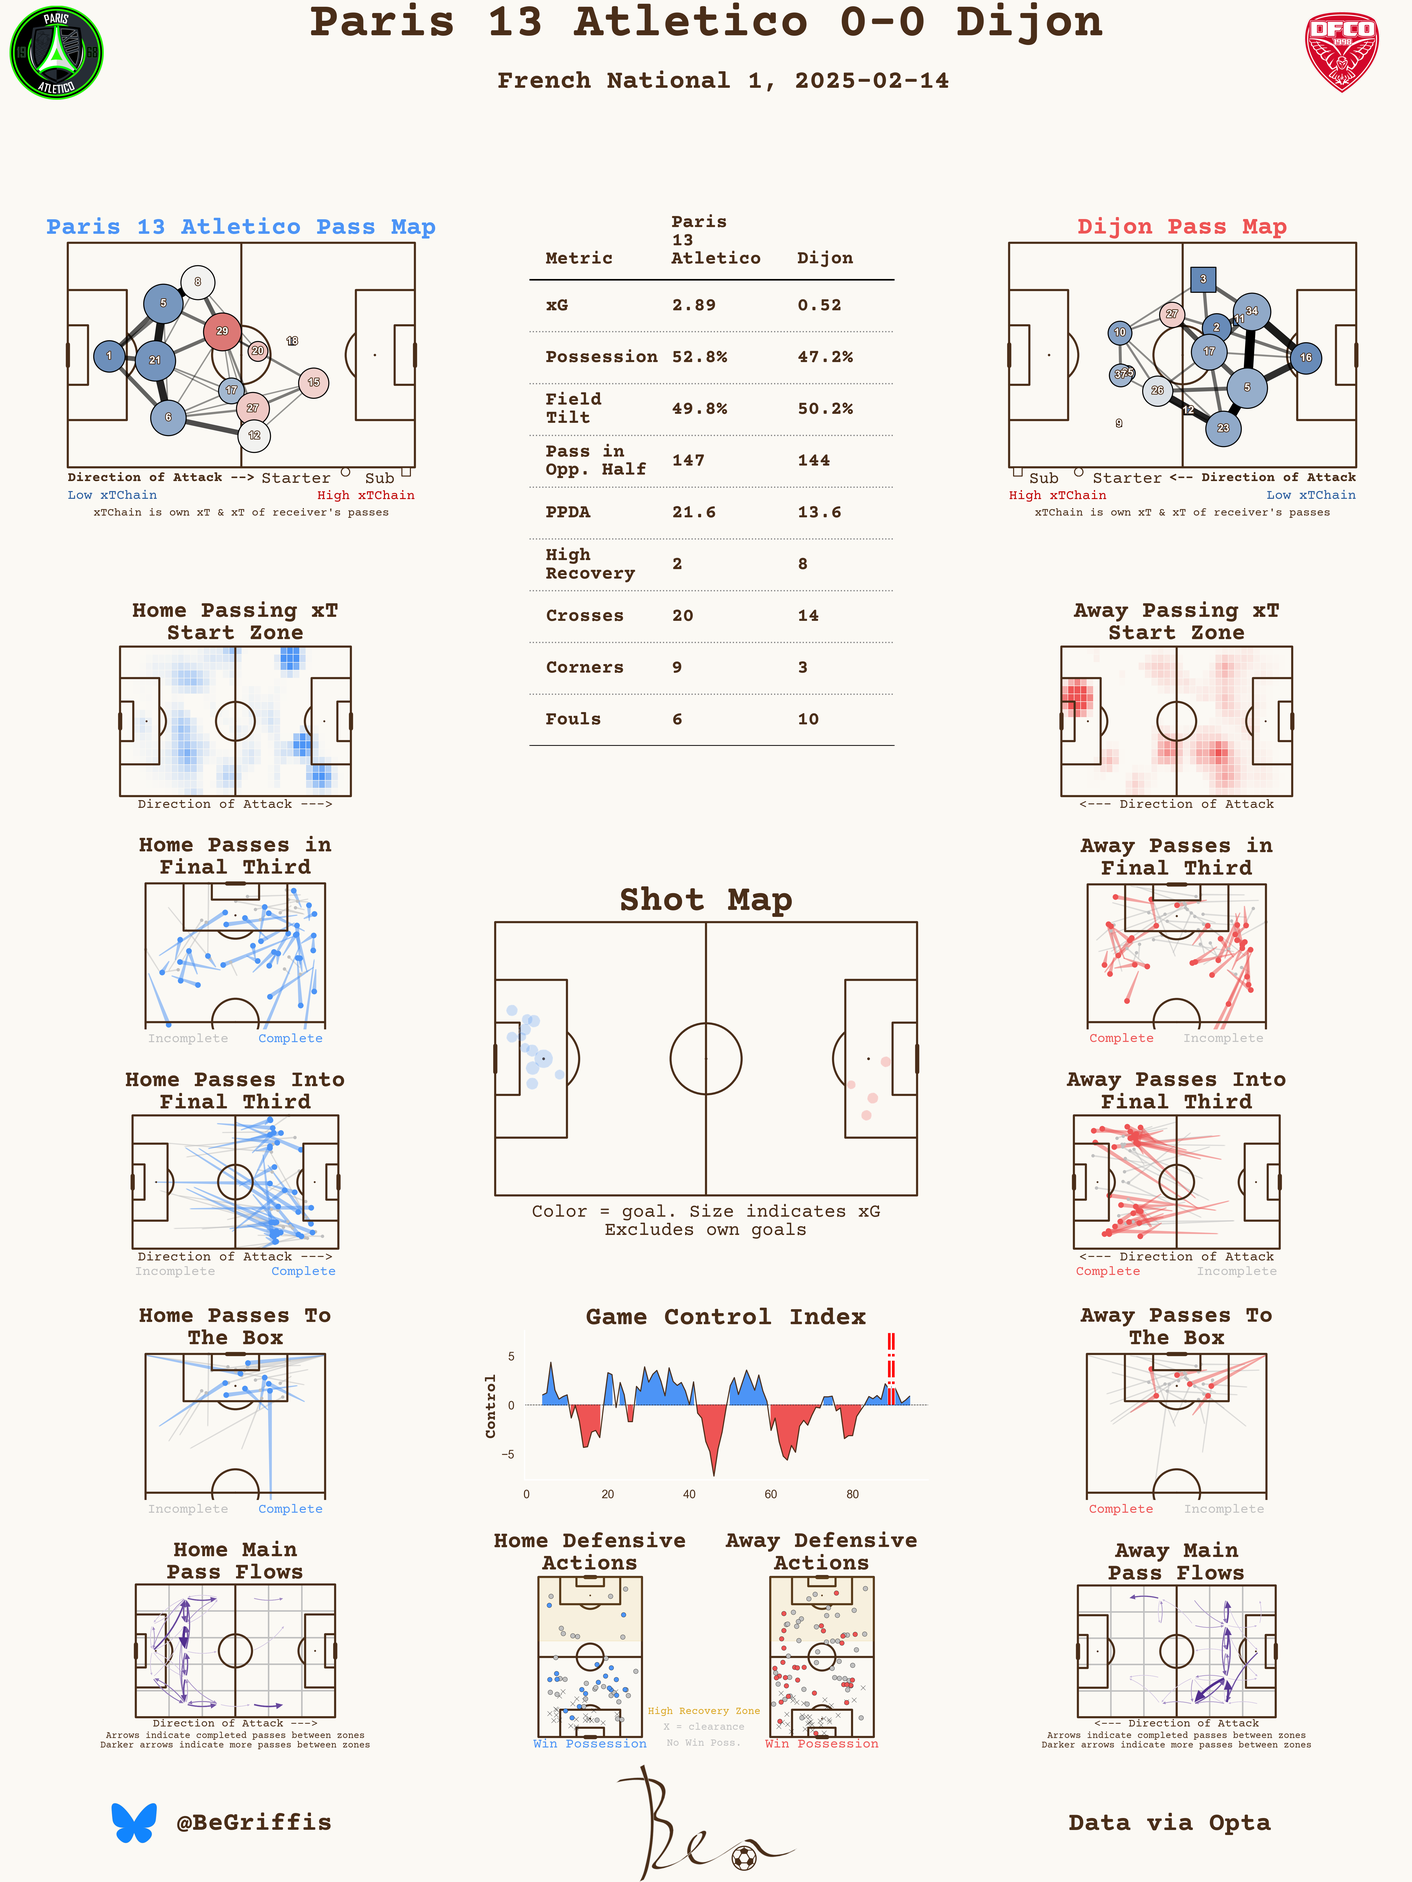 Paris 13 Atletico 0-0 Dijon
French National 1, 2025-02-14
PARIS
19 68
ATLETICO
DFCO
1998
Paris 13 Atletico Pass Map
8
5
29
1
21
20
18
17
15
27
6
12
Direction of Attack --> Starter Sub
Low xTChain High xTChain
xTChain is own xT & xT of receiver's passes
Metric Paris 13 Atletico Dijon
xG 2.89 0.52
Possession 52.8% 47.2%
Field Tilt 49.8% 50.2%
Pass in Opp. Half 147 144
PPDA 21.6 13.6
High Recovery 2 8
Crosses 20 14
Corners 9 3
Fouls 6 10
Dijon Pass Map
3
27
11
34
10
2
17
16
37
26
5
12
9
23
Sub Starter <-- Direction of Attack
High xTChain Low xTChain
xTChain is own xT & xT of receiver's passes
Home Passing xT
Start Zone
Direction of Attack --->
Away Passing xT
Start Zone
<--- Direction of Attack
Home Passes in
Final Third
Incomplete Complete
Away Passes in
Final Third
Complete Incomplete
Shot Map
Color = goal. Size indicates xG
Excludes own goals
Home Passes Into
Final Third
Direction of Attack --->
Incomplete Complete
Away Passes Into
Final Third
<--- Direction of Attack
Complete Incomplete
Home Passes To
The Box
Incomplete Complete
Game Control Index
Control
5
0
−5
0 20 40 60 80
Away Passes To
The Box
Complete Incomplete
Home Main
Pass Flows
Direction of Attack --->
Arrows indicate completed passes between zones
Darker arrows indicate more passes between zones
Home Defensive
Actions
Win Possession
High Recovery Zone
X = clearance
No Win Poss.
Away Defensive
Actions
Win Possession
Away Main
Pass Flows
<--- Direction of Attack
Arrows indicate completed passes between zones
Darker arrows indicate more passes between zones
@BeGriffis
Ben
Data via Opta